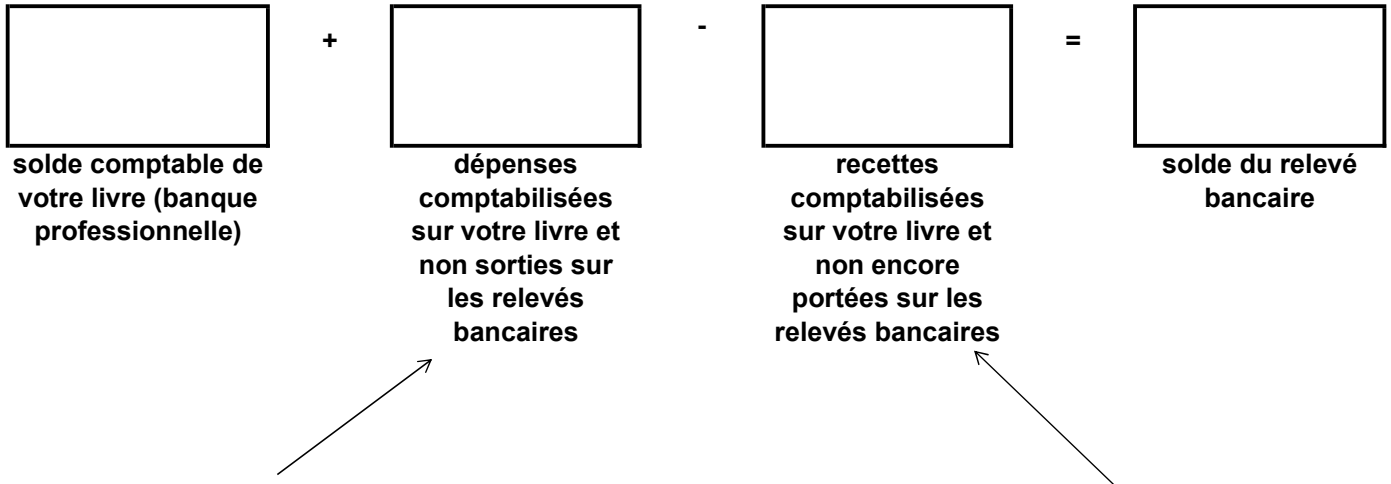 + - =
solde comptable de
votre livre (banque
professionnelle)
dépenses
comptabilisées
sur votre livre et
non sorties sur
les relevés
bancaires
recettes
comptabilisées
sur votre livre et
non encore
portées sur les
relevés bancaires
solde du relevé
bancaire